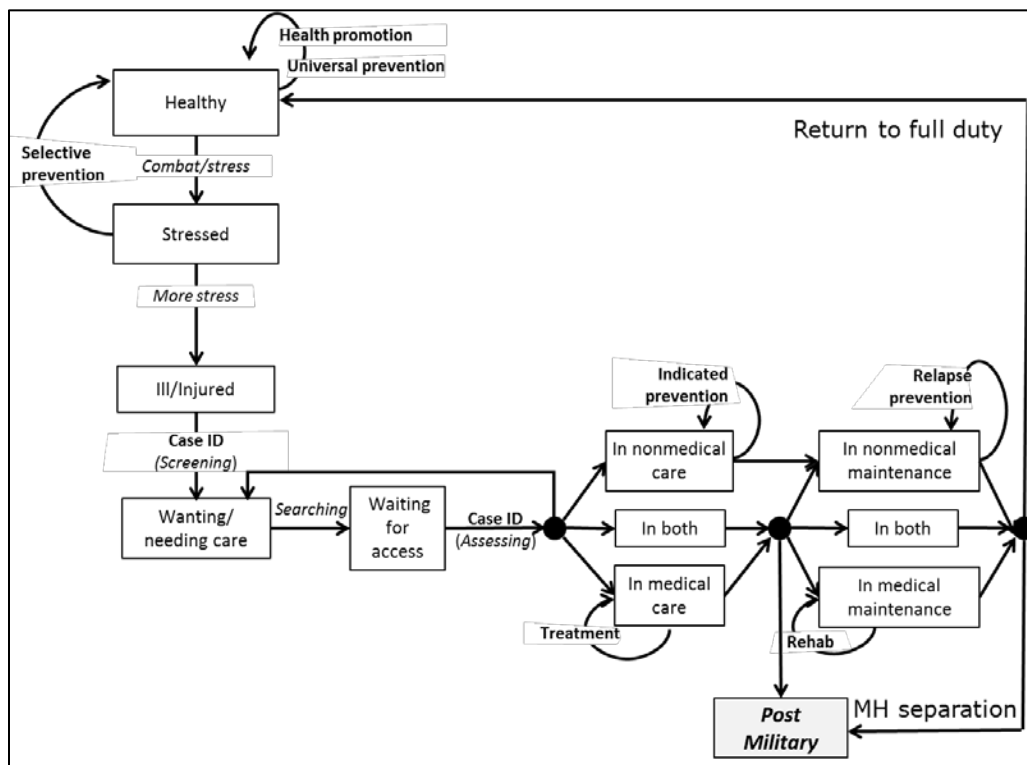 Health promotion
Universal prevention
Healthy
Return to full duty
Selective
prevention
Combat/stress
Stressed
More stress
Ill/Injured
Indicated
prevention
Relapse
prevention
Case ID
(Screening)
In nonmedical
care
In nonmedical
maintenance
Wanting/
needing care
Searching
Waiting
for
access
Case ID
(Assessing)
In both
In both
In medical
care
In medical
maintenance
Treatment
Rehab
Post
Military
MH separation